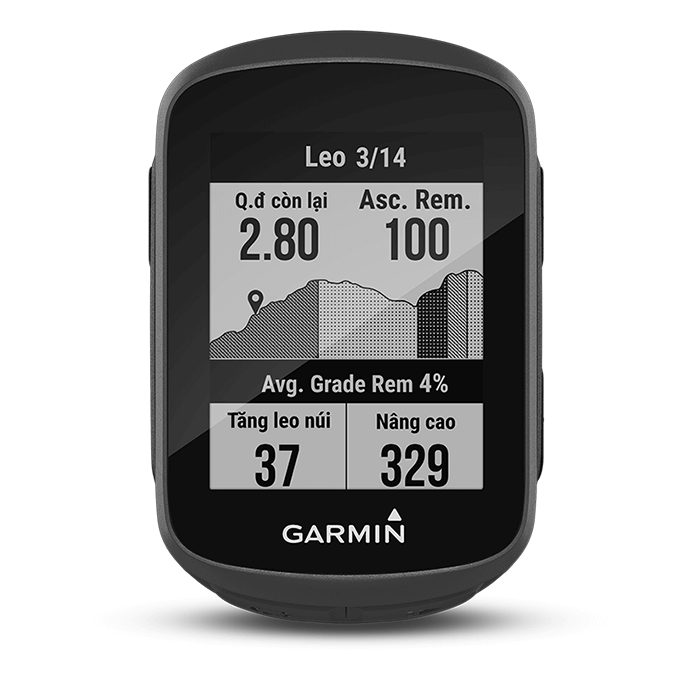 Leo 3/14
Q.đ còn lại Asc. Rem.
2.80 100
Avg. Grade Rem 4%
Tăng leo núi Nâng cao
37 329
GARMIN